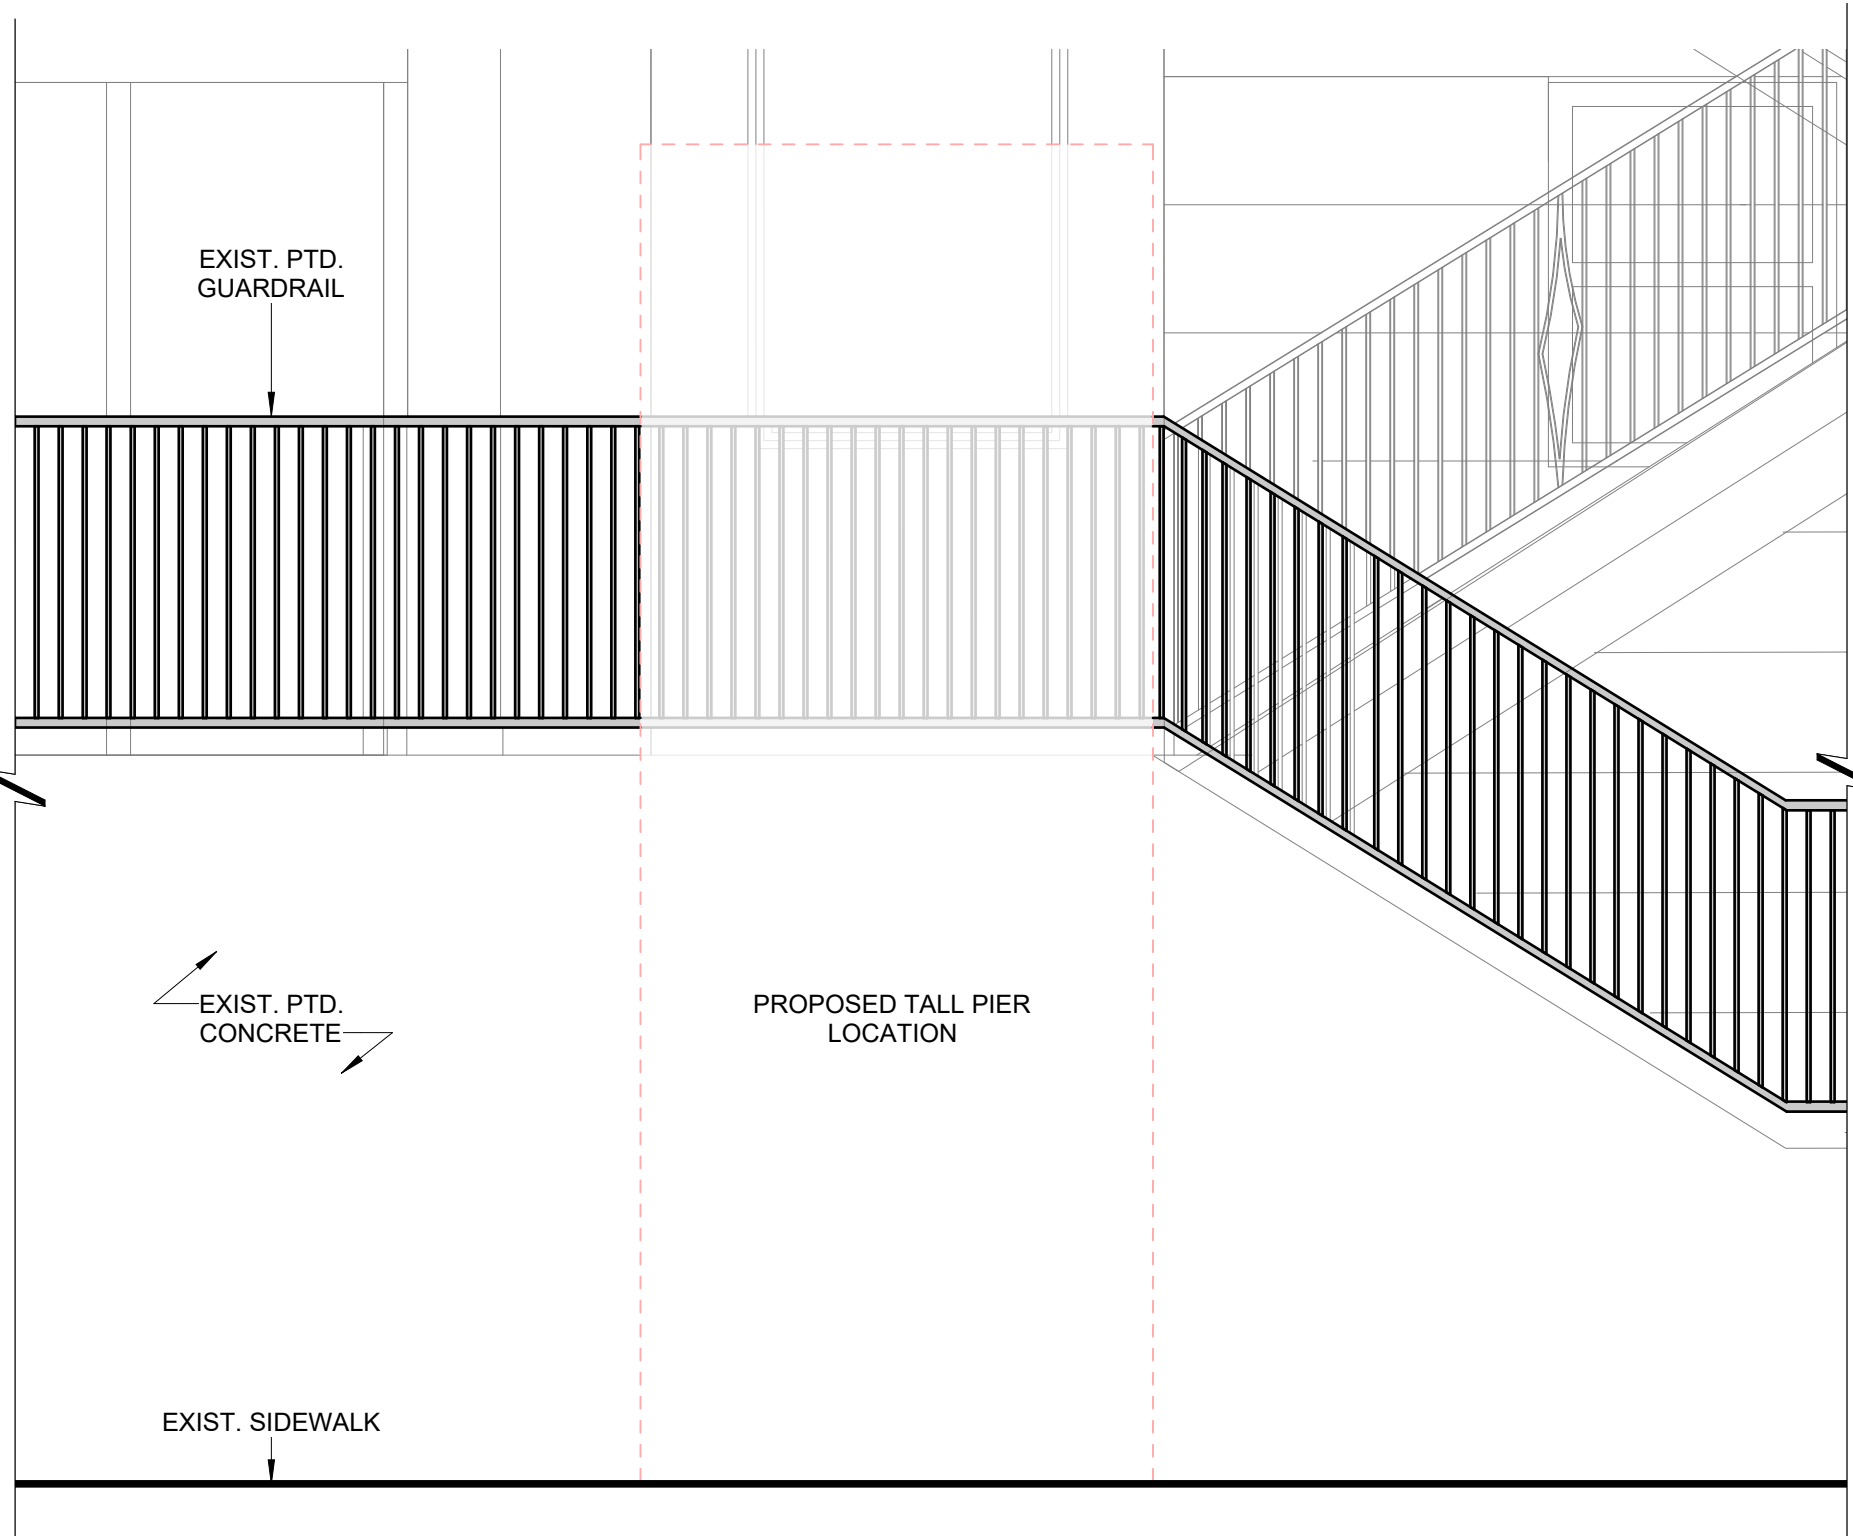 EXIST. PTD.
GUARDRAIL
EXIST. PTD.
CONCRETE
PROPOSED TALL PIER
LOCATION
EXIST. SIDEWALK